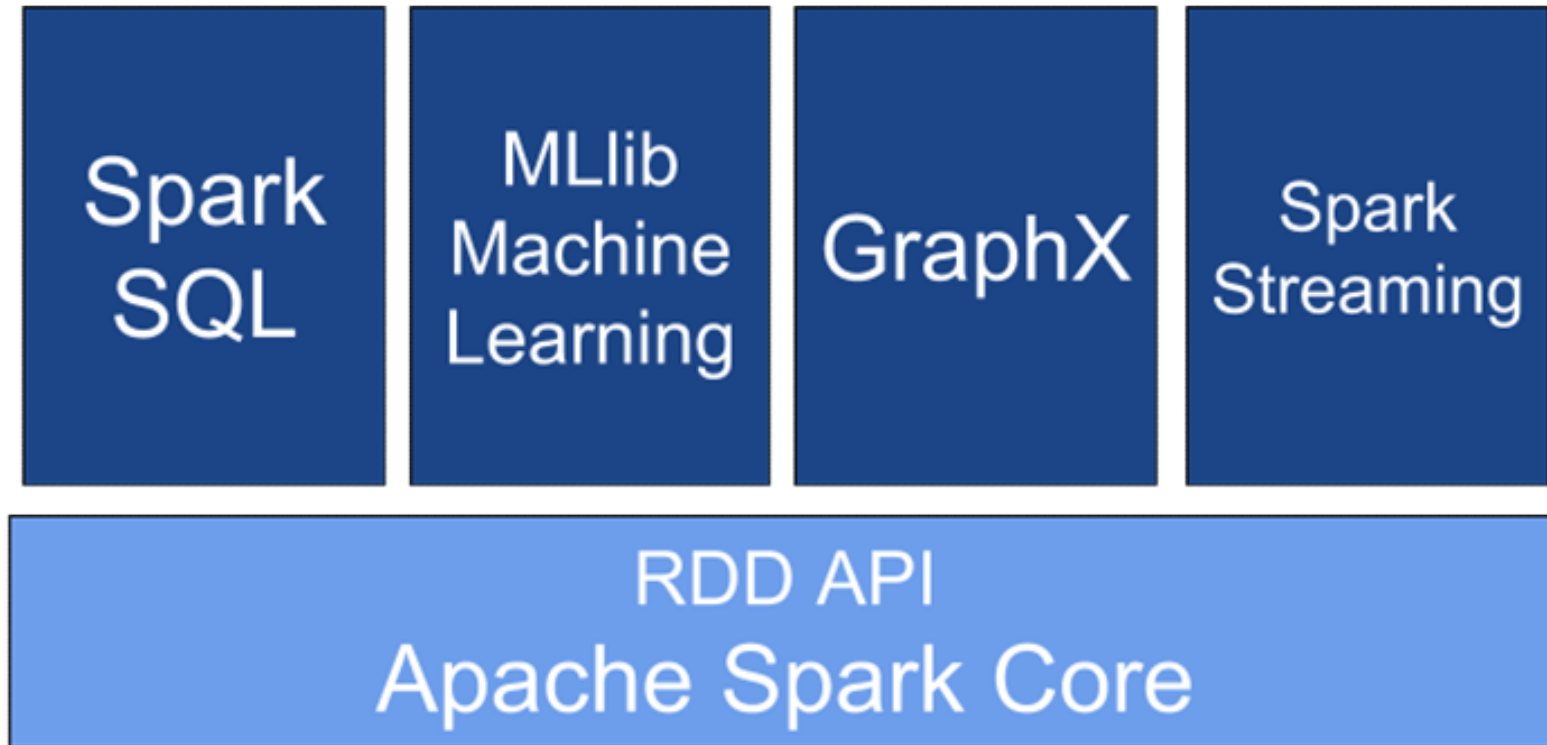 Spark
SQL
MLlib
Machine
Learning
GraphX
Spark
Streaming
RDD API
Apache Spark Core